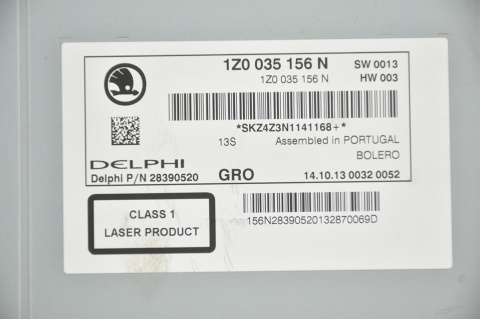 1Z0 035 156 N SW 0013
1Z0 035 156 N HW 003
*SKZ4Z3N1141168+*
13S Assembled in PORTUGAL
DELPHI BOLERO
Delphi P/N 28390520 GRO 14.10.13 0032 0052
CLASS 1
LASER PRODUCT
156N28390520132870069D